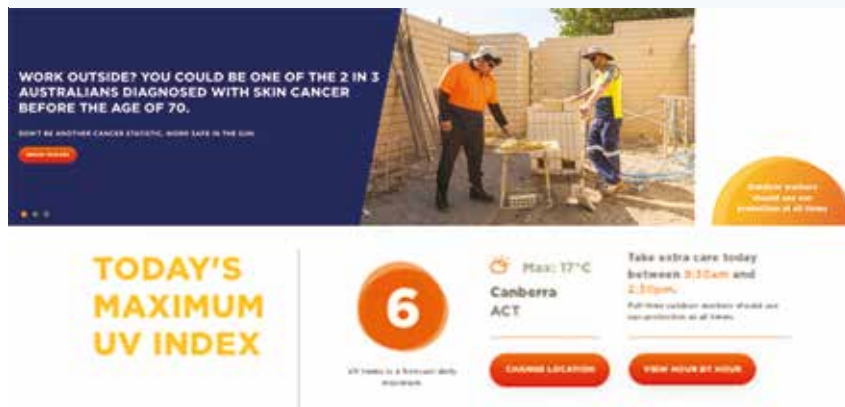 WORK OUTSIDE? YOU COULD BE ONE OF THE 2 IN 3
AUSTRALIANS DIAGNOSED WITH SKIN CANCER
BEFORE THE AGE OF 70.
DON'T BE ANOTHER CANCER STATISTIC, WORK SAFE IN THE SUN
Outdoor workers
should use sun
protection at all times
TODAY'S
MAXIMUM
UV INDEX
6
UV Index is a forecast daily
maximum
Max: 17°C
Canberra
ACT
CHANGE LOCATION
Take extra care today
between 9:30am and
2:30pm.
Full-time outdoor workers should use
sun protection at all times.
VIEW HOUR BY HOUR